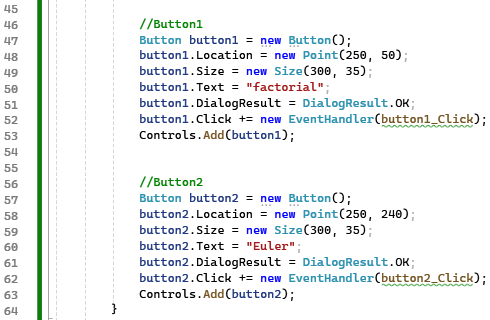 45
46 //Button1
47 Button button1 = new Button();
48 button1.Location = new Point(250, 50);
49 button1.Size = new Size(300, 35);
50 button1.Text = "factorial";
51 button1.DialogResult = DialogResult.OK;
52 button1.Click += new EventHandler(button1_Click);
53 Controls.Add(button1);
54
55
56 //Button2
57 Button button2 = new Button();
58 button2.Location = new Point(250, 240);
59 button2.Size = new Size(300, 35);
60 button2.Text = "Euler";
61 button2.DialogResult = DialogResult.OK;
62 button2.Click += new EventHandler(button2_Click);
63 Controls.Add(button2);
64 }